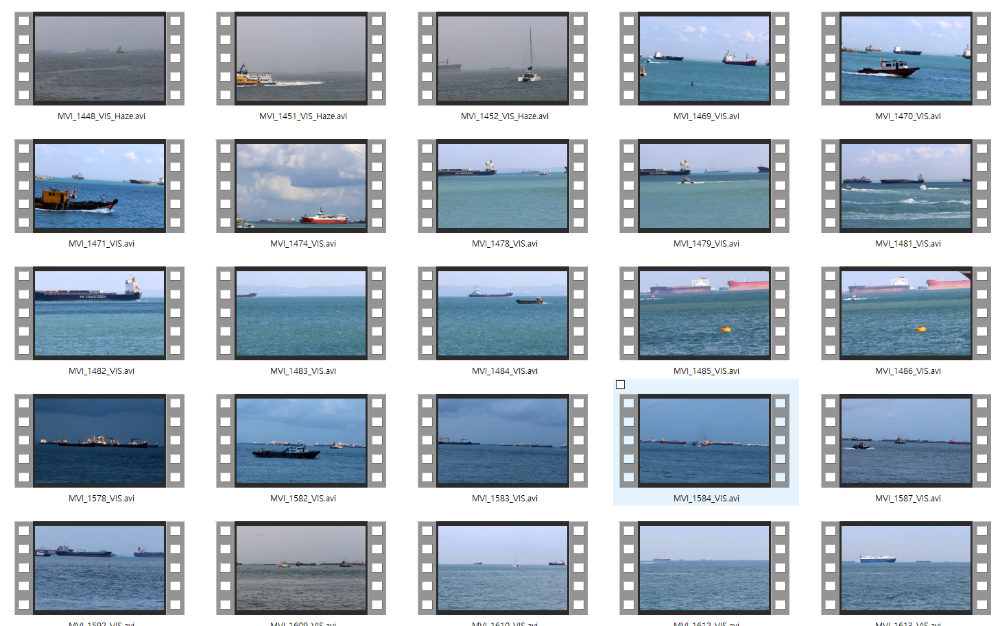 MVI_1448_VIS_Haze.avi
MVI_1451_VIS_Haze.avi
MVI_1452_VIS_Haze.avi
MVI_1469_VIS.avi
MVI_1470_VIS.avi
MVI_1471_VIS.avi
MVI_1474_VIS.avi
MVI_1478_VIS.avi
MVI_1479_VIS.avi
MVI_1481_VIS.avi
SAMUDERA
MVI_1482_VIS.avi
MVI_1483_VIS.avi
MVI_1484_VIS.avi
MVI_1485_VIS.avi
MVI_1486_VIS.avi
MVI_1578_VIS.avi
MVI_1582_VIS.avi
MVI_1583_VIS.avi
MVI_1584_VIS.avi
MVI_1587_VIS.avi
MVI_1592_VIS.avi
MVI_1609_VIS.avi
MVI_1610_VIS.avi
MVI_1612_VIS.avi
MVI_1613_VIS.avi